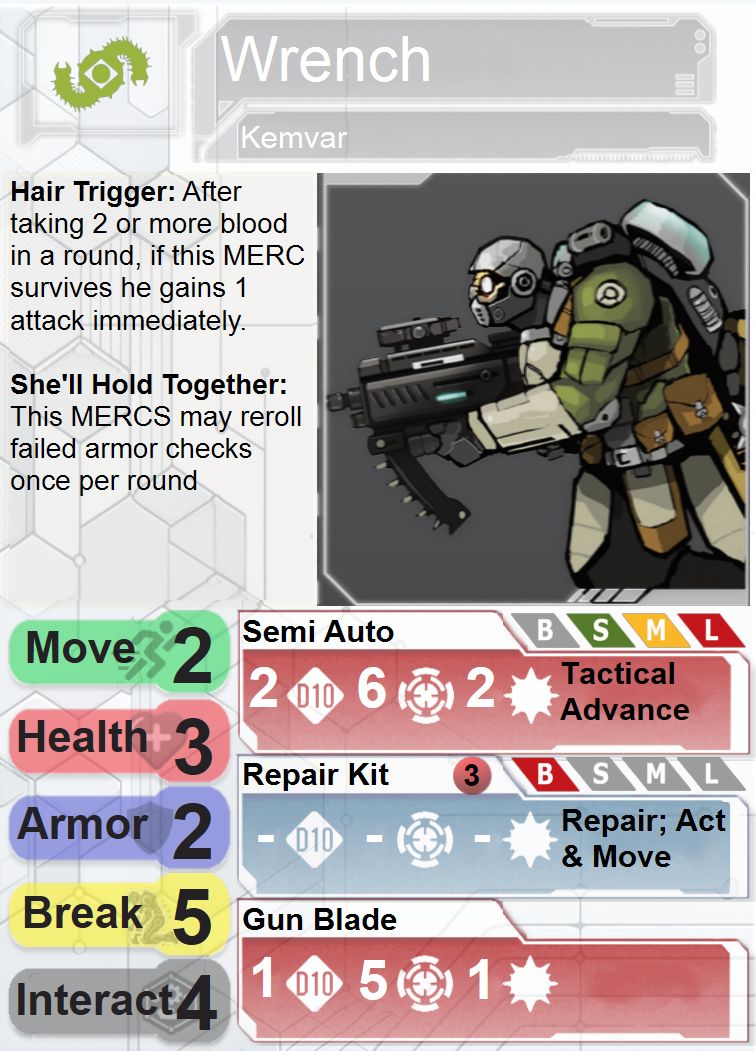 Wrench
Kemvar
Hair Trigger: After
taking 2 or more blood
in a round, if this MERC
survives he gains 1
attack immediately.
She'll Hold Together:
This MERCS may reroll
failed armor checks
once per round
Move 2
Health 3
Armor 2
Break 5
Interact 4
Semi Auto B S M L
2 D10 6 2 Tactical
Advance
Repair Kit 3 B S M L
- D10 - - Repair; Act
& Move
Gun Blade
1 D10 5 1